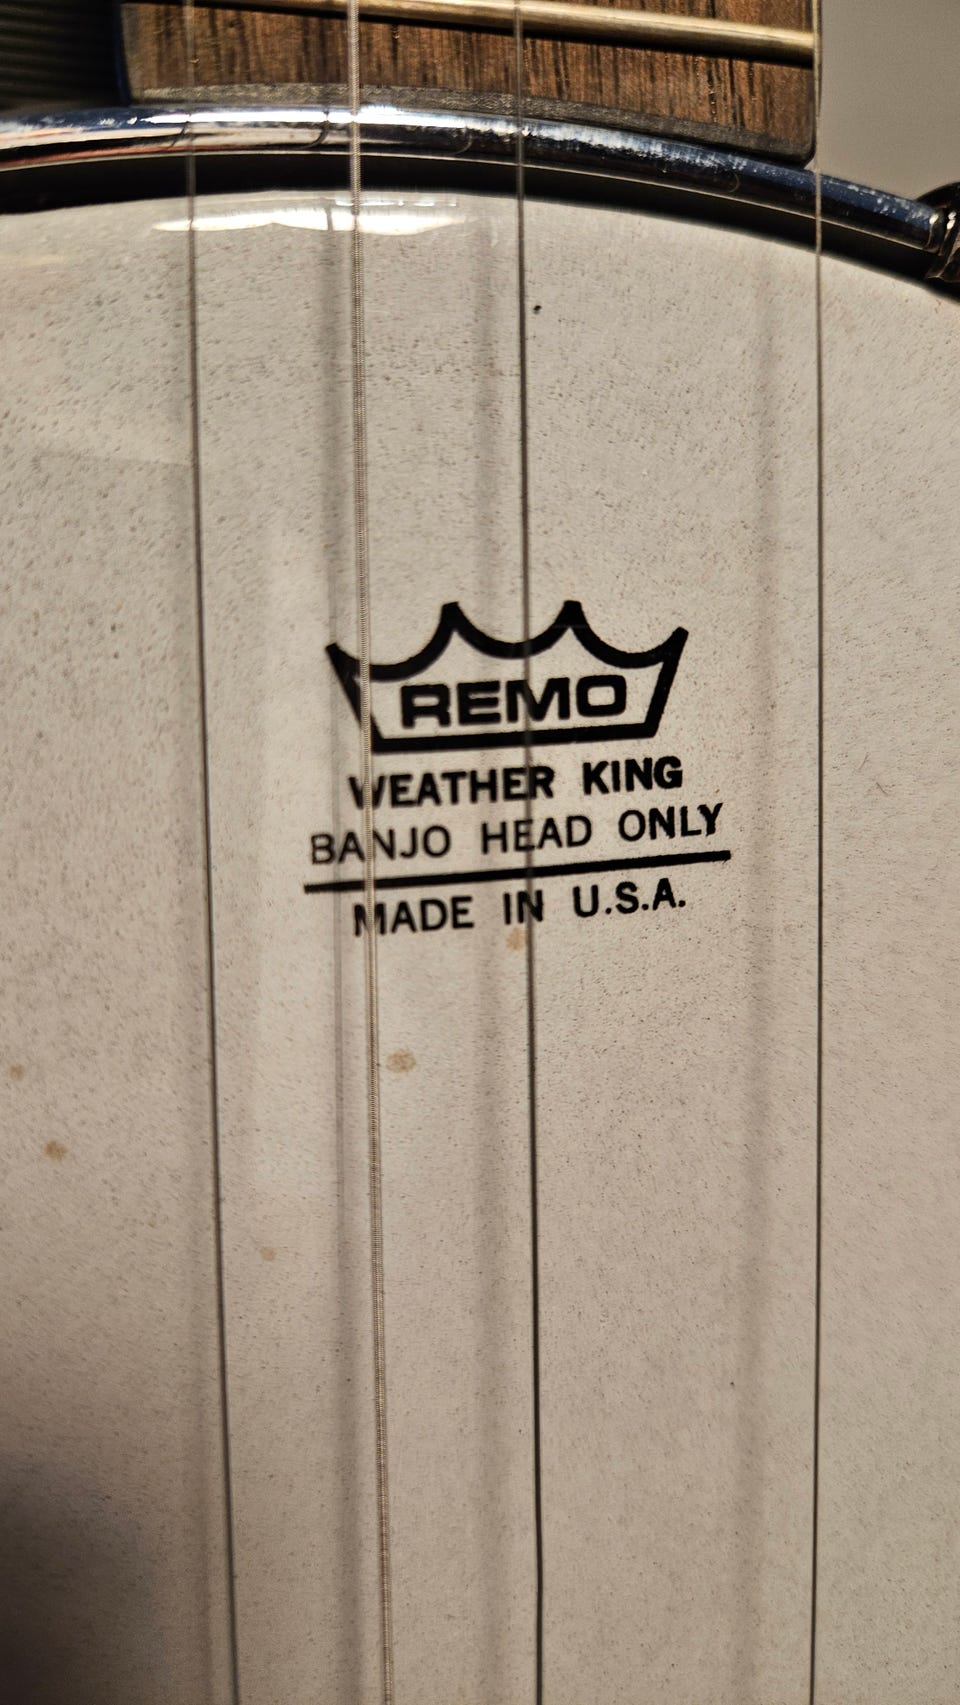 REMO
WEATHER KING
BANJO HEAD ONLY
MADE IN U.S.A.